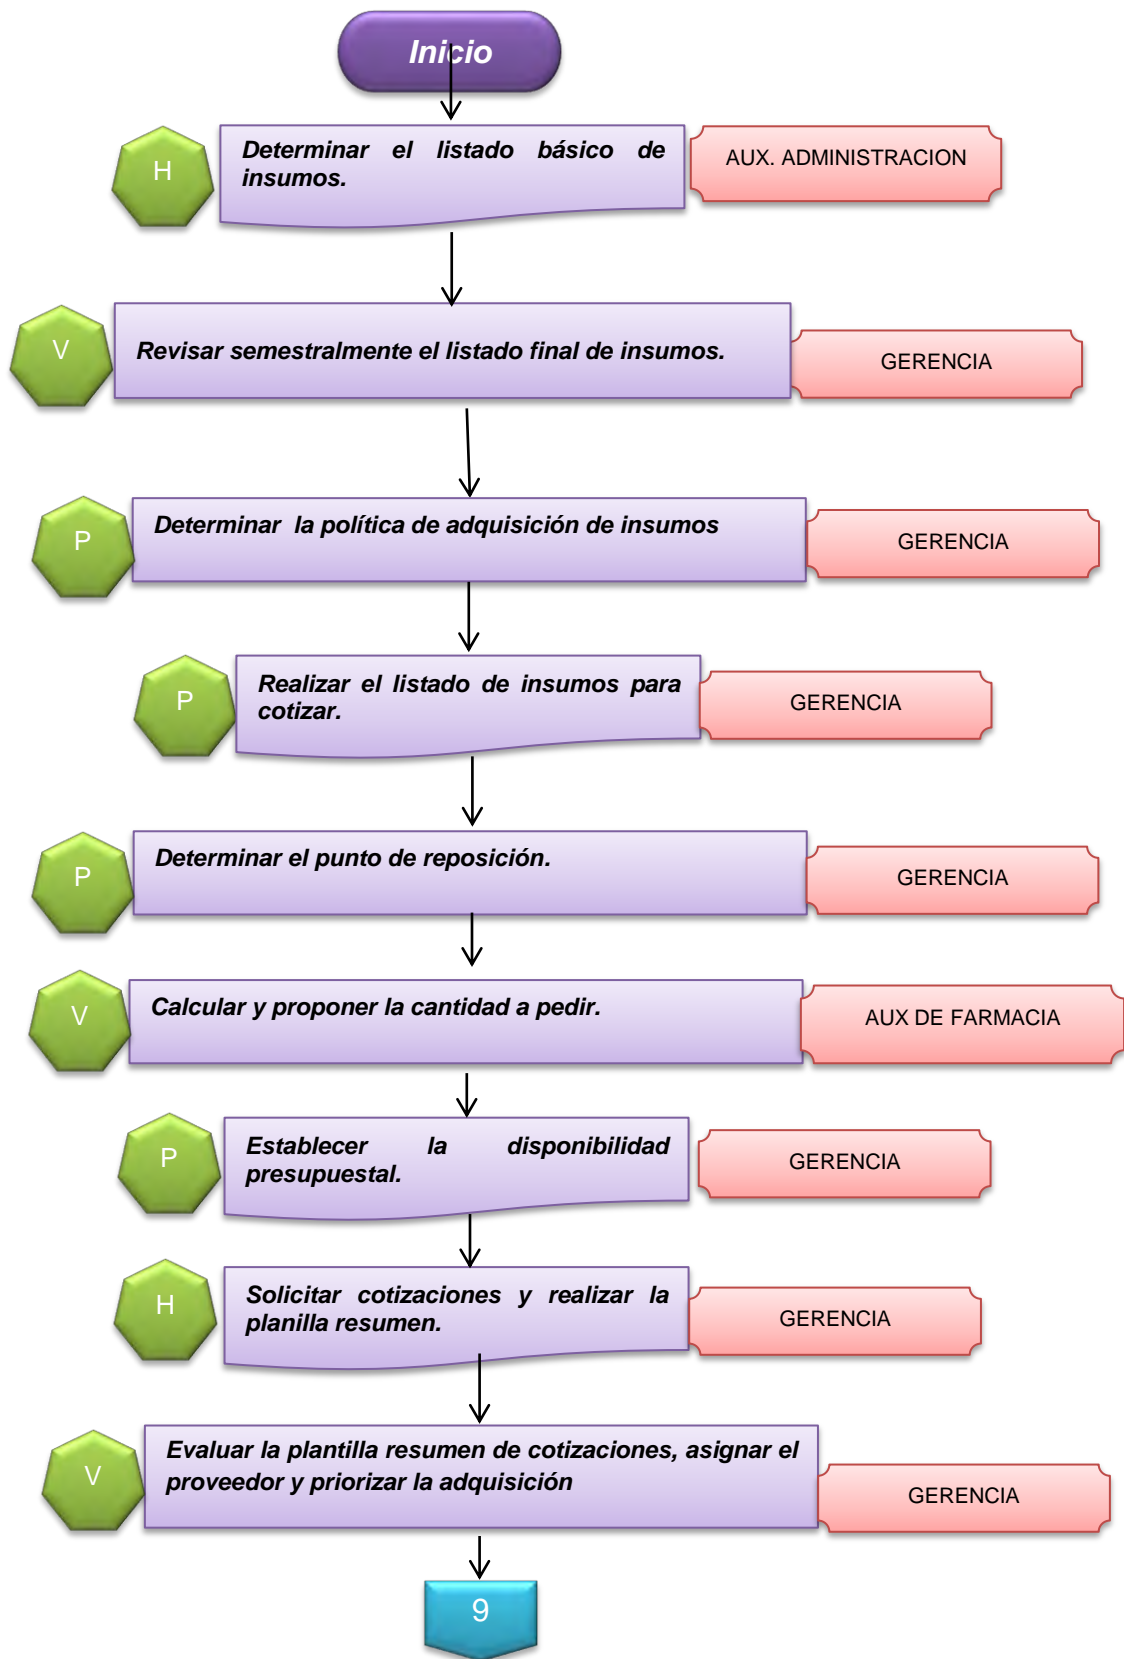 Inicio
H
Determinar el listado básico de
insumos.
AUX. ADMINISTRACION
V
Revisar semestralmente el listado final de insumos.
GERENCIA
P
Determinar la política de adquisición de insumos
GERENCIA
P
Realizar el listado de insumos para
cotizar.
GERENCIA
P
Determinar el punto de reposición.
GERENCIA
V
Calcular y proponer la cantidad a pedir.
AUX DE FARMACIA
P
Establecer la disponibilidad
presupuestal.
GERENCIA
H
Solicitar cotizaciones y realizar la
planilla resumen.
GERENCIA
V
Evaluar la plantilla resumen de cotizaciones, asignar el
proveedor y priorizar la adquisición
GERENCIA
9